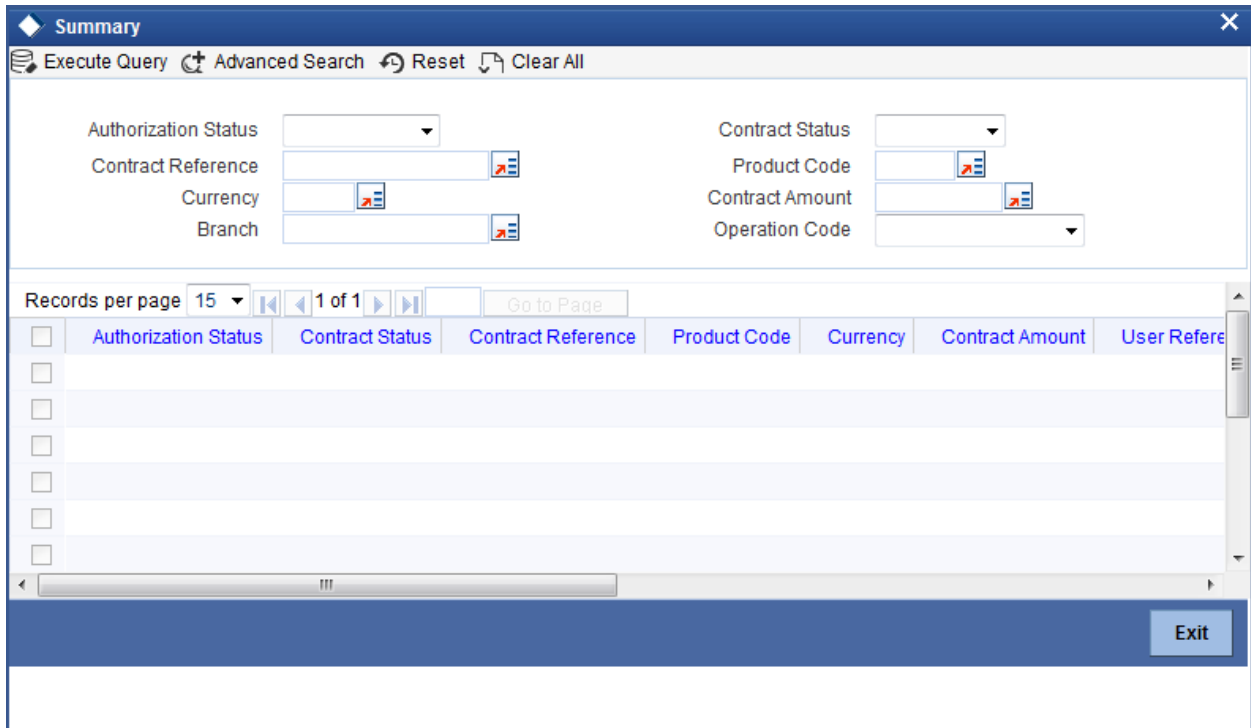 Summary
Execute Query Advanced Search Reset Clear All
Authorization Status Contract Status
Contract Reference Product Code
Currency Contract Amount
Branch Operation Code
Records per page 15 1 of 1 Go to Page
Authorization Status Contract Status Contract Reference Product Code Currency Contract Amount User Refere
Exit